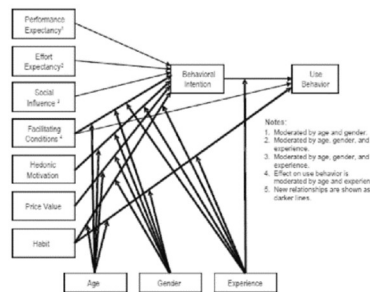 Performance
Expectancy1
Effort
Expectancy2
Social
Influence 3
Facilitating
Conditions 4
Hedonic
Motivation
Price Value
Habit
Behavioral
Intention
Use
Behavior
Notes:
1. Moderated by age and gender.
2. Moderated by age, gender, and
experience.
3. Moderated by age, gender, and
experience.
4. Effect on use behavior is
moderated by age and experien
5. New relationships are shown as
darker lines.
Age
Gender
Experience